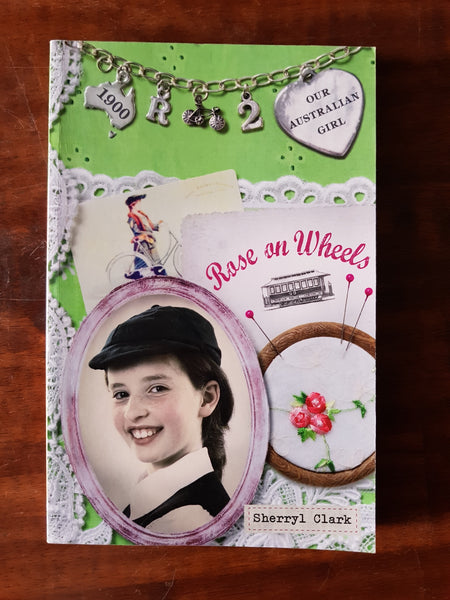 1900
R
2
OUR
AUSTRALIAN
GIRL
Rose on Wheels
Sherryl Clark